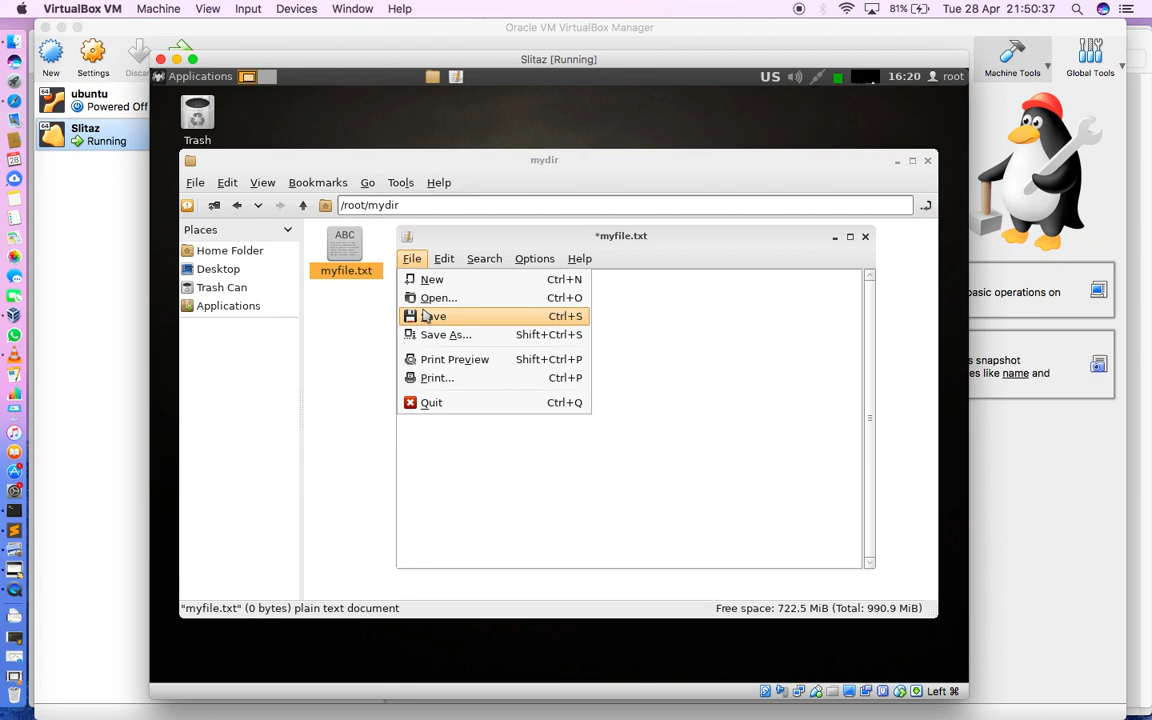 VirtualBox VM Machine View Input Devices Window Help 81% Tue 28 Apr 21:50:37
Oracle VM VirtualBox Manager
New Settings Machine Tools Global Tools
ubuntu
Powered Off
Slitaz
Running
Slitaz [Running]
Applications US 16:20 root
Trash
mydir
File Edit View Bookmarks Go Tools Help
/root/mydir
Places
Home Folder
Desktop
Trash Can
Applications
ABC
myfile.txt
*myfile.txt
File Edit Search Options Help
New Ctrl+N
Open... Ctrl+O
Save Ctrl+S
Save As... Shift+Ctrl+S
Print Preview Shift+Ctrl+P
Print... Ctrl+P
Quit Ctrl+Q
"myfile.txt" (0 bytes) plain text document Free space: 722.5 MiB (Total: 990.9 MiB)
basic operations on
s snapshot
es like name and
Left ⌘